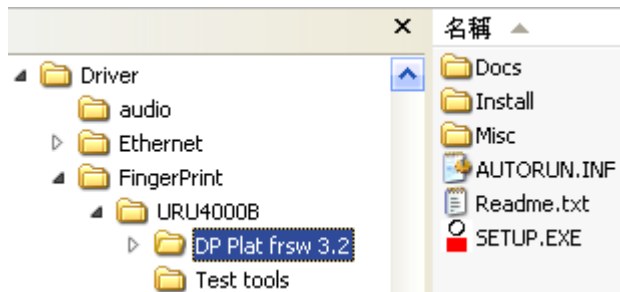 Driver
audio
Ethernet
FingerPrint
URU4000B
DP Plat frsw 3.2
Test tools
名稱
Docs
Install
Misc
AUTORUN.INF
Readme.txt
SETUP.EXE